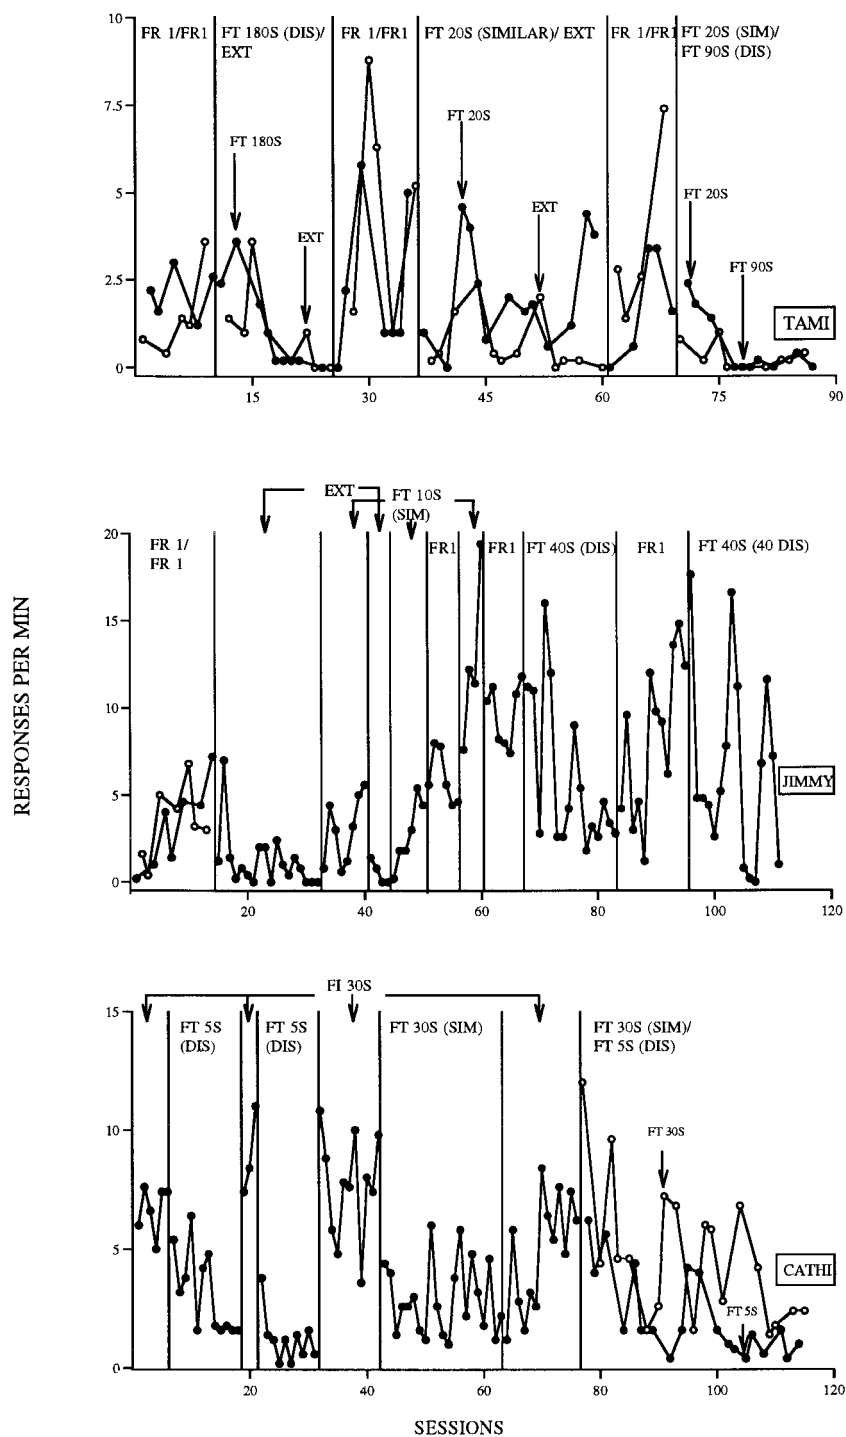 10
FR 1/FR1
FT 180S (DIS)/
EXT
FR 1/FR1
FT 20S (SIMILAR)/ EXT
FR 1/FR1
FT 20S (SIM)/
FT 90S (DIS)
7.5
FT 180S
FT 20S
5
EXT
EXT
FT 20S
2.5
FT 90S
TAMI
0
15
30
45
60
75
90
RESPONSES PER MIN
EXT
FT 10S
(SIM)
20
FR 1/
FR 1
FR1
FR1
FT 40S (DIS)
FR1
FT 40S (40 DIS)
15
10
5
JIMMY
0
20
40
60
80
100
120
FI 30S
15
FT 5S
(DIS)
FT 5S
(DIS)
FT 30S (SIM)
FT 30S (SIM)/
FT 5S (DIS)
10
FT 30S
5
CATHI
FT 5S
0
20
40
60
80
100
120
SESSIONS